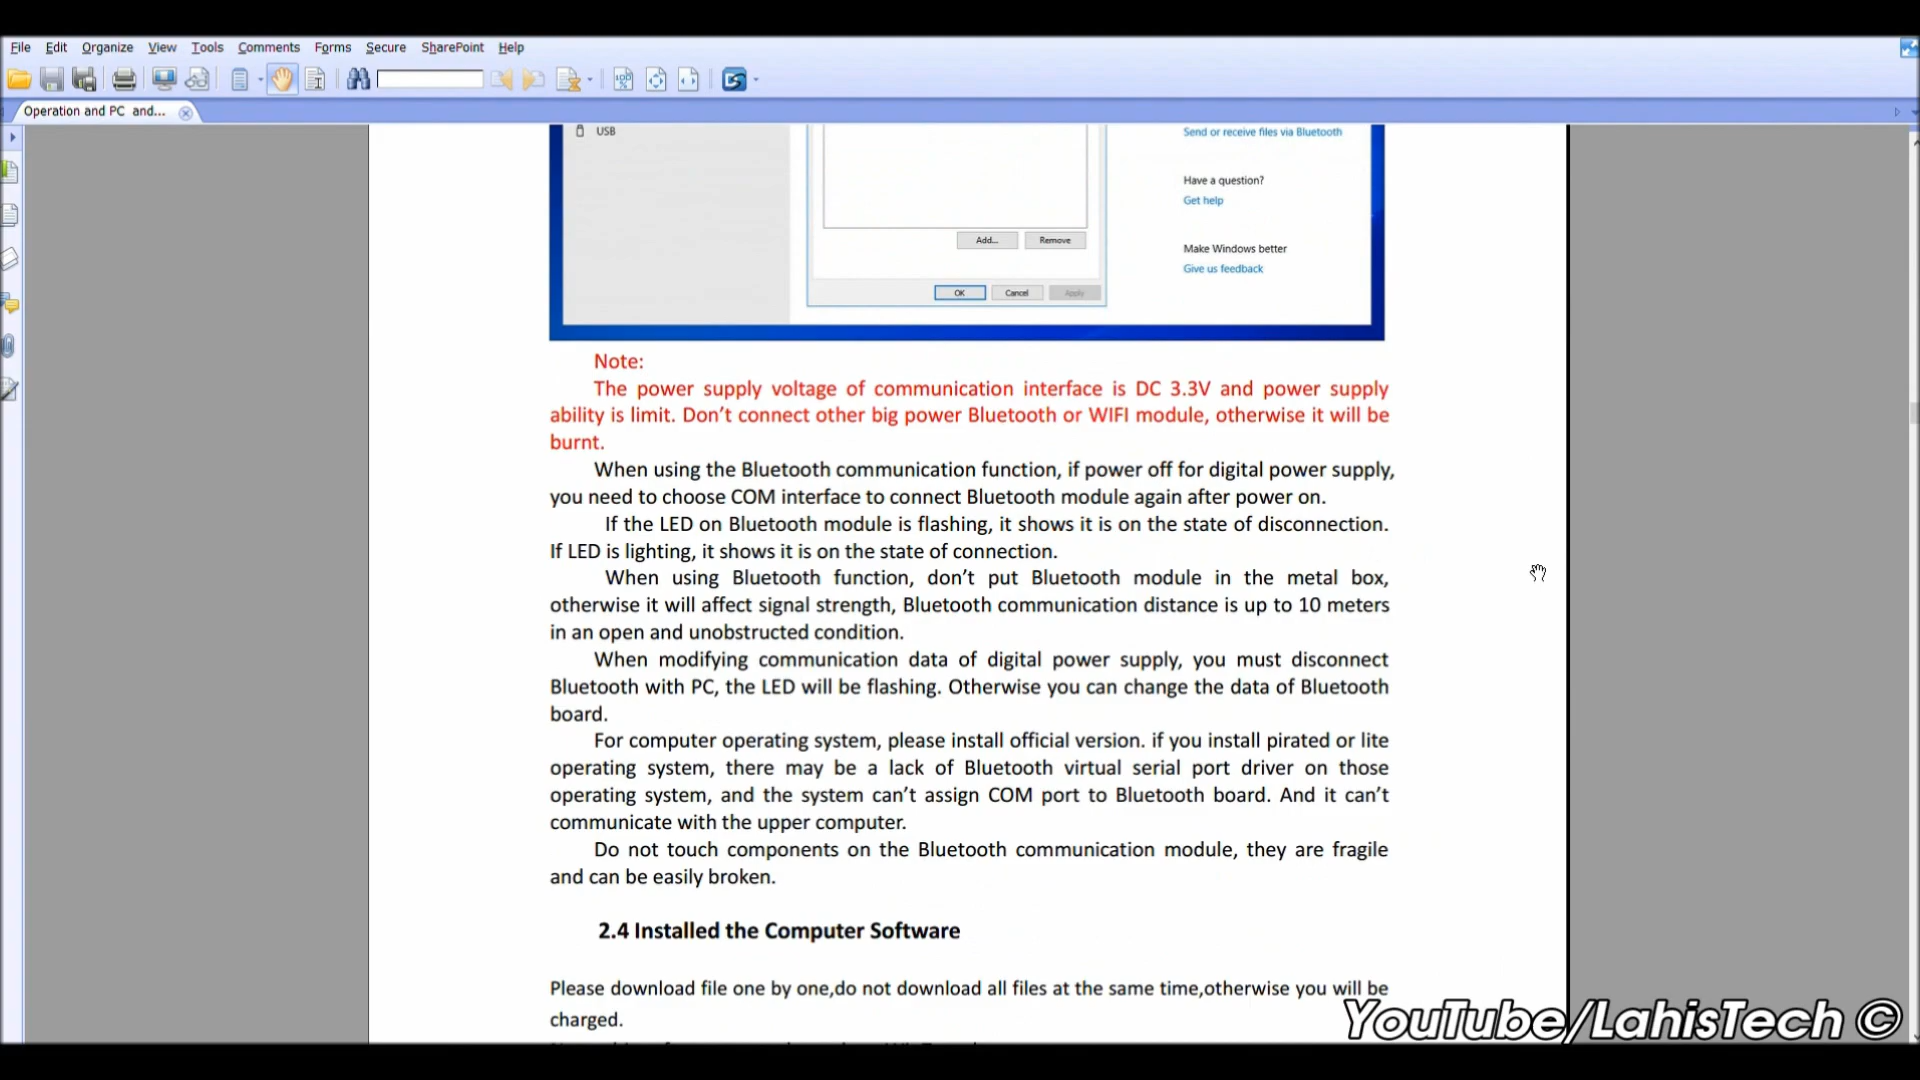 File Edit Organize View Tools Comments Forms Secure SharePoint Help
Operation and PC and...
USB
Send or receive files via Bluetooth
Have a question?
Get help
Add... Remove
Make Windows better
Give us feedback
OK Cancel Apply
Note:
The power supply voltage of communication interface is DC 3.3V and power supply
ability is limit. Don't connect other big power Bluetooth or WIFI module, otherwise it will be
burnt.
When using the Bluetooth communication function, if power off for digital power supply,
you need to choose COM interface to connect Bluetooth module again after power on.
If the LED on Bluetooth module is flashing, it shows it is on the state of disconnection.
If LED is lighting, it shows it is on the state of connection.
When using Bluetooth function, don't put Bluetooth module in the metal box,
otherwise it will affect signal strength, Bluetooth communication distance is up to 10 meters
in an open and unobstructed condition.
When modifying communication data of digital power supply, you must disconnect
Bluetooth with PC, the LED will be flashing. Otherwise you can change the data of Bluetooth
board.
For computer operating system, please install official version. if you install pirated or lite
operating system, there may be a lack of Bluetooth virtual serial port driver on those
operating system, and the system can't assign COM port to Bluetooth board. And it can't
communicate with the upper computer.
Do not touch components on the Bluetooth communication module, they are fragile
and can be easily broken.
2.4 Installed the Computer Software
Please download file one by one,do not download all files at the same time,otherwise you will be
charged.
YouTube/LahisTech ©